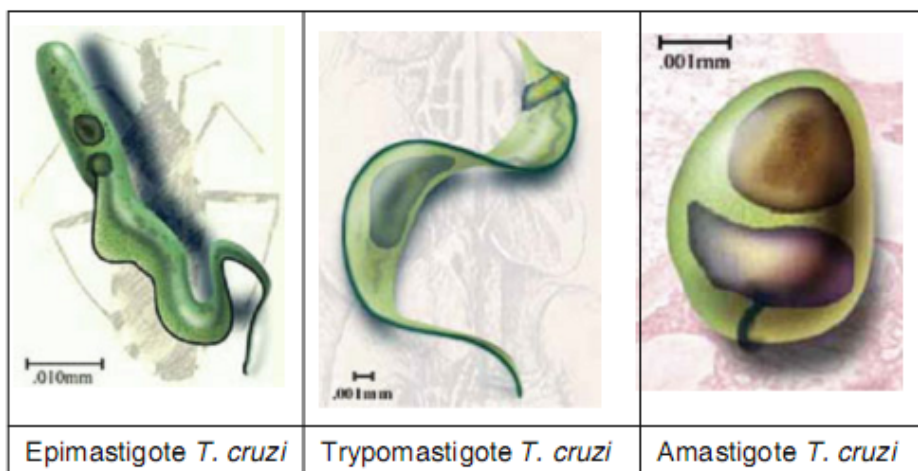 .010mm
.001mm
.001mm
Epimastigote T. cruzi
Trypomastigote T. cruzi
Amastigote T. cruzi